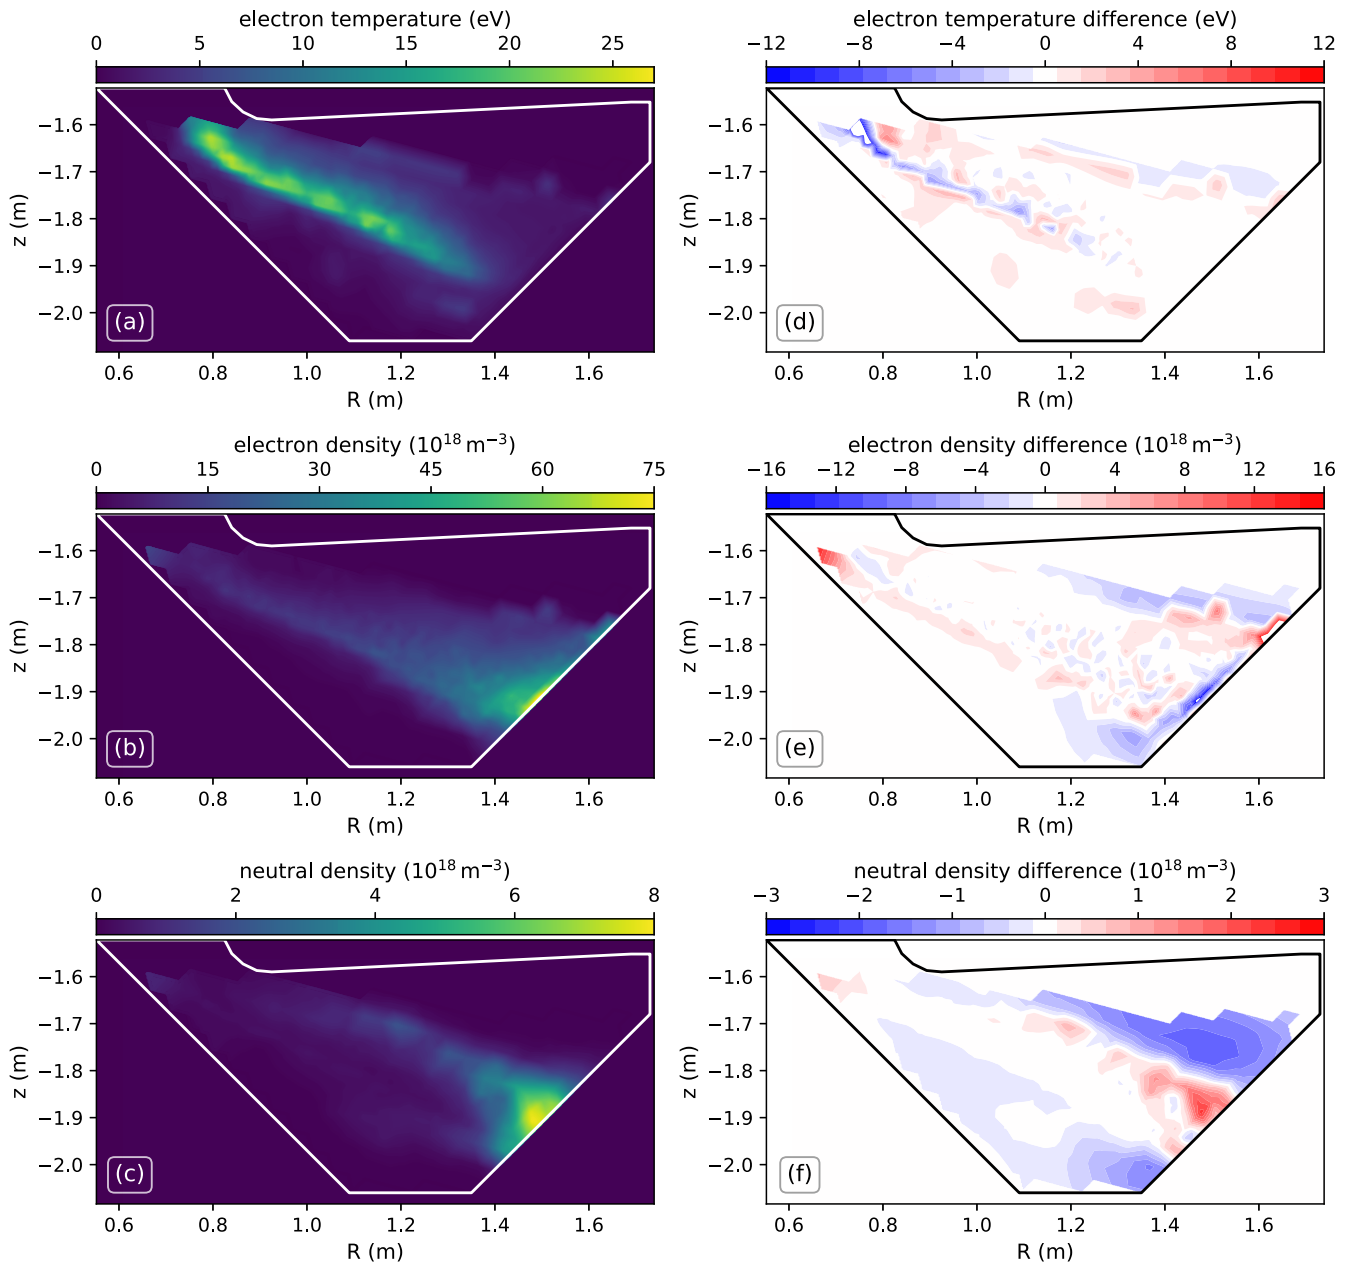 electron temperature (eV)
0 5 10 15 20 25
−1.6
−1.7
−1.8
−1.9
−2.0
z (m)
(a)
0.6 0.8 1.0 1.2 1.4 1.6
R (m)
electron temperature difference (eV)
−12 −8 −4 0 4 8 12
−1.6
−1.7
−1.8
−1.9
−2.0
z (m)
(d)
0.6 0.8 1.0 1.2 1.4 1.6
R (m)
electron density (10¹⁸ m⁻³)
0 15 30 45 60 75
−1.6
−1.7
−1.8
−1.9
−2.0
z (m)
(b)
0.6 0.8 1.0 1.2 1.4 1.6
R (m)
electron density difference (10¹⁸ m⁻³)
−16 −12 −8 −4 0 4 8 12 16
−1.6
−1.7
−1.8
−1.9
−2.0
z (m)
(e)
0.6 0.8 1.0 1.2 1.4 1.6
R (m)
neutral density (10¹⁸ m⁻³)
0 2 4 6 8
−1.6
−1.7
−1.8
−1.9
−2.0
z (m)
(c)
0.6 0.8 1.0 1.2 1.4 1.6
R (m)
neutral density difference (10¹⁸ m⁻³)
−3 −2 −1 0 1 2 3
−1.6
−1.7
−1.8
−1.9
−2.0
z (m)
(f)
0.6 0.8 1.0 1.2 1.4 1.6
R (m)